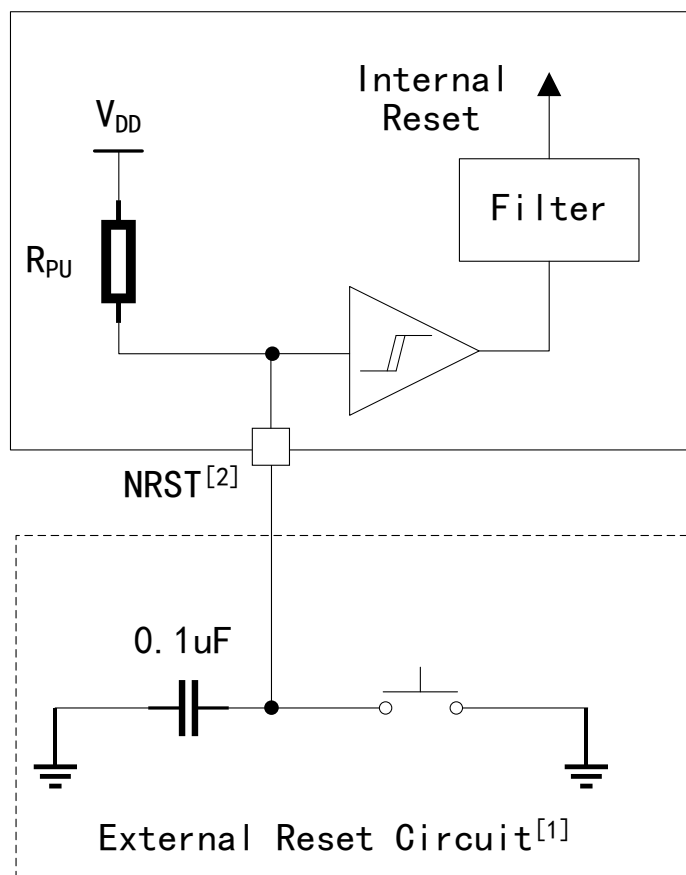 Internal
Reset
VDD
Filter
RPU
NRST[2]
0.1uF
External Reset Circuit[1]